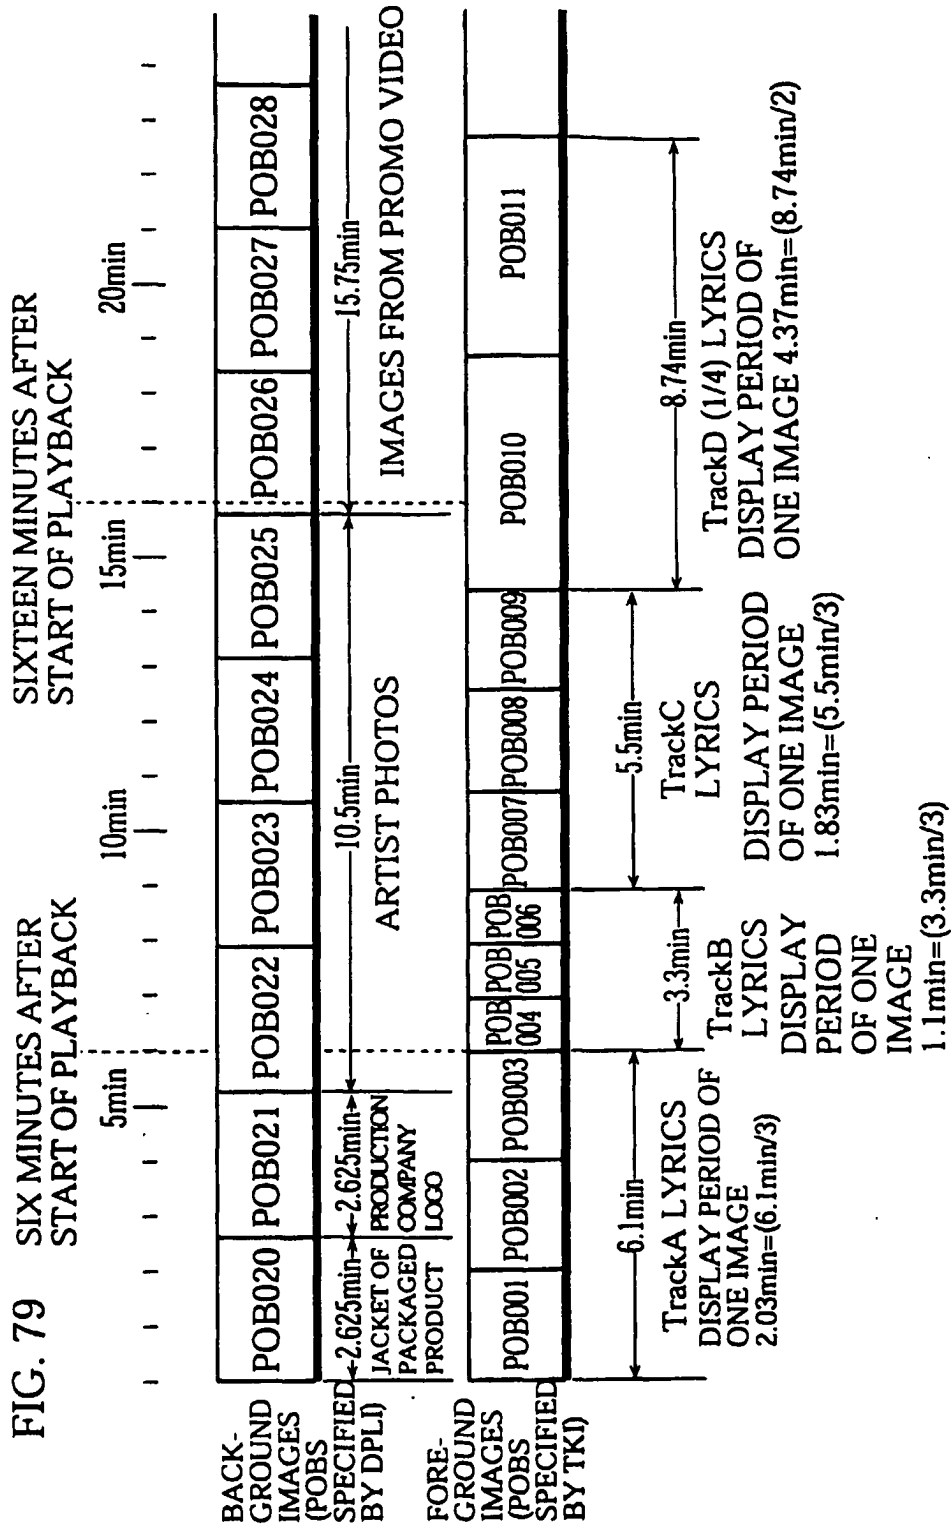 FIG. 79
SIX MINUTES AFTER
START OF PLAYBACK
SIXTEEN MINUTES AFTER
START OF PLAYBACK
5min
10min
15min
20min
BACK-
GROUND
IMAGES
(POBS
SPECIFIED
BY DPLI)
POB020
POB021
POB022
POB023
POB024
POB025
POB026
POB027
POB028
2.625min
2.625min
10.5min
15.75min
JACKET OF
PACKAGED
PRODUCT
PRODUCTION
COMPANY
LOGO
ARTIST PHOTOS
IMAGES FROM PROMO VIDEO
FORE-
GROUND
IMAGES
(POBS
SPECIFIED
BY TKI)
POB001
POB002
POB003
POB
004
POB
005
POB
006
POB007
POB008
POB009
POB010
POB011
6.1min
3.3min
5.5min
8.74min
TrackA LYRICS
DISPLAY PERIOD OF
ONE IMAGE
2.03min=(6.1min/3)
TrackB
LYRICS
DISPLAY
PERIOD
OF ONE
IMAGE
1.1min=(3.3min/3)
TrackC
LYRICS
DISPLAY PERIOD
OF ONE IMAGE
1.83min=(5.5min/3)
TrackD (1/4) LYRICS
DISPLAY PERIOD OF
ONE IMAGE 4.37min=(8.74min/2)